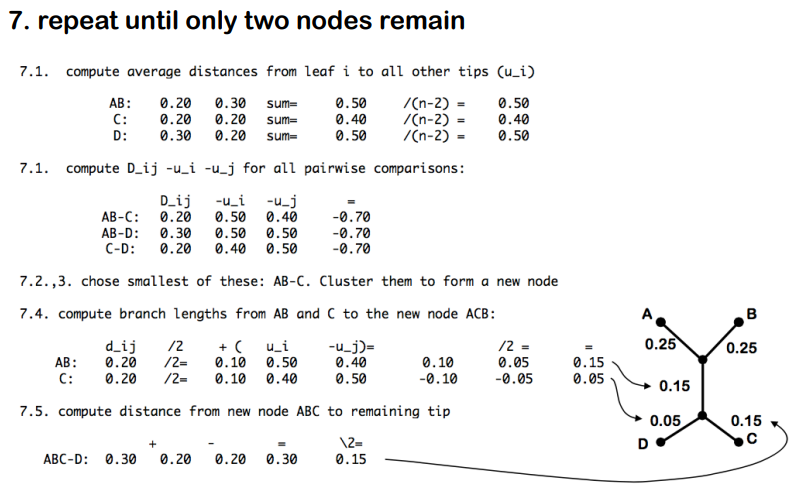 7. repeat until only two nodes remain
7.1. compute average distances from leaf i to all other tips (u_i)
AB: 0.20 0.30 sum= 0.50 /(n-2) = 0.50
C: 0.20 0.20 sum= 0.40 /(n-2) = 0.40
D: 0.30 0.20 sum= 0.50 /(n-2) = 0.50
7.1. compute D_ij -u_i -u_j for all pairwise comparisons:
D_ij -u_i -u_j =
AB-C: 0.20 0.50 0.40 -0.70
AB-D: 0.30 0.50 0.50 -0.70
C-D: 0.20 0.40 0.50 -0.70
7.2.,3. chose smallest of these: AB-C. Cluster them to form a new node
7.4. compute branch lengths from AB and C to the new node ACB:
d_ij /2 + ( u_i -u_j)= /2 = =
AB: 0.20 /2= 0.10 0.50 0.40 0.10 0.05 0.15
C: 0.20 /2= 0.10 0.40 0.50 -0.10 -0.05 0.05
7.5. compute distance from new node ABC to remaining tip
+ - = \2=
ABC-D: 0.30 0.20 0.20 0.30 0.15
A B
0.25 0.25
0.15
0.05 0.15
D C